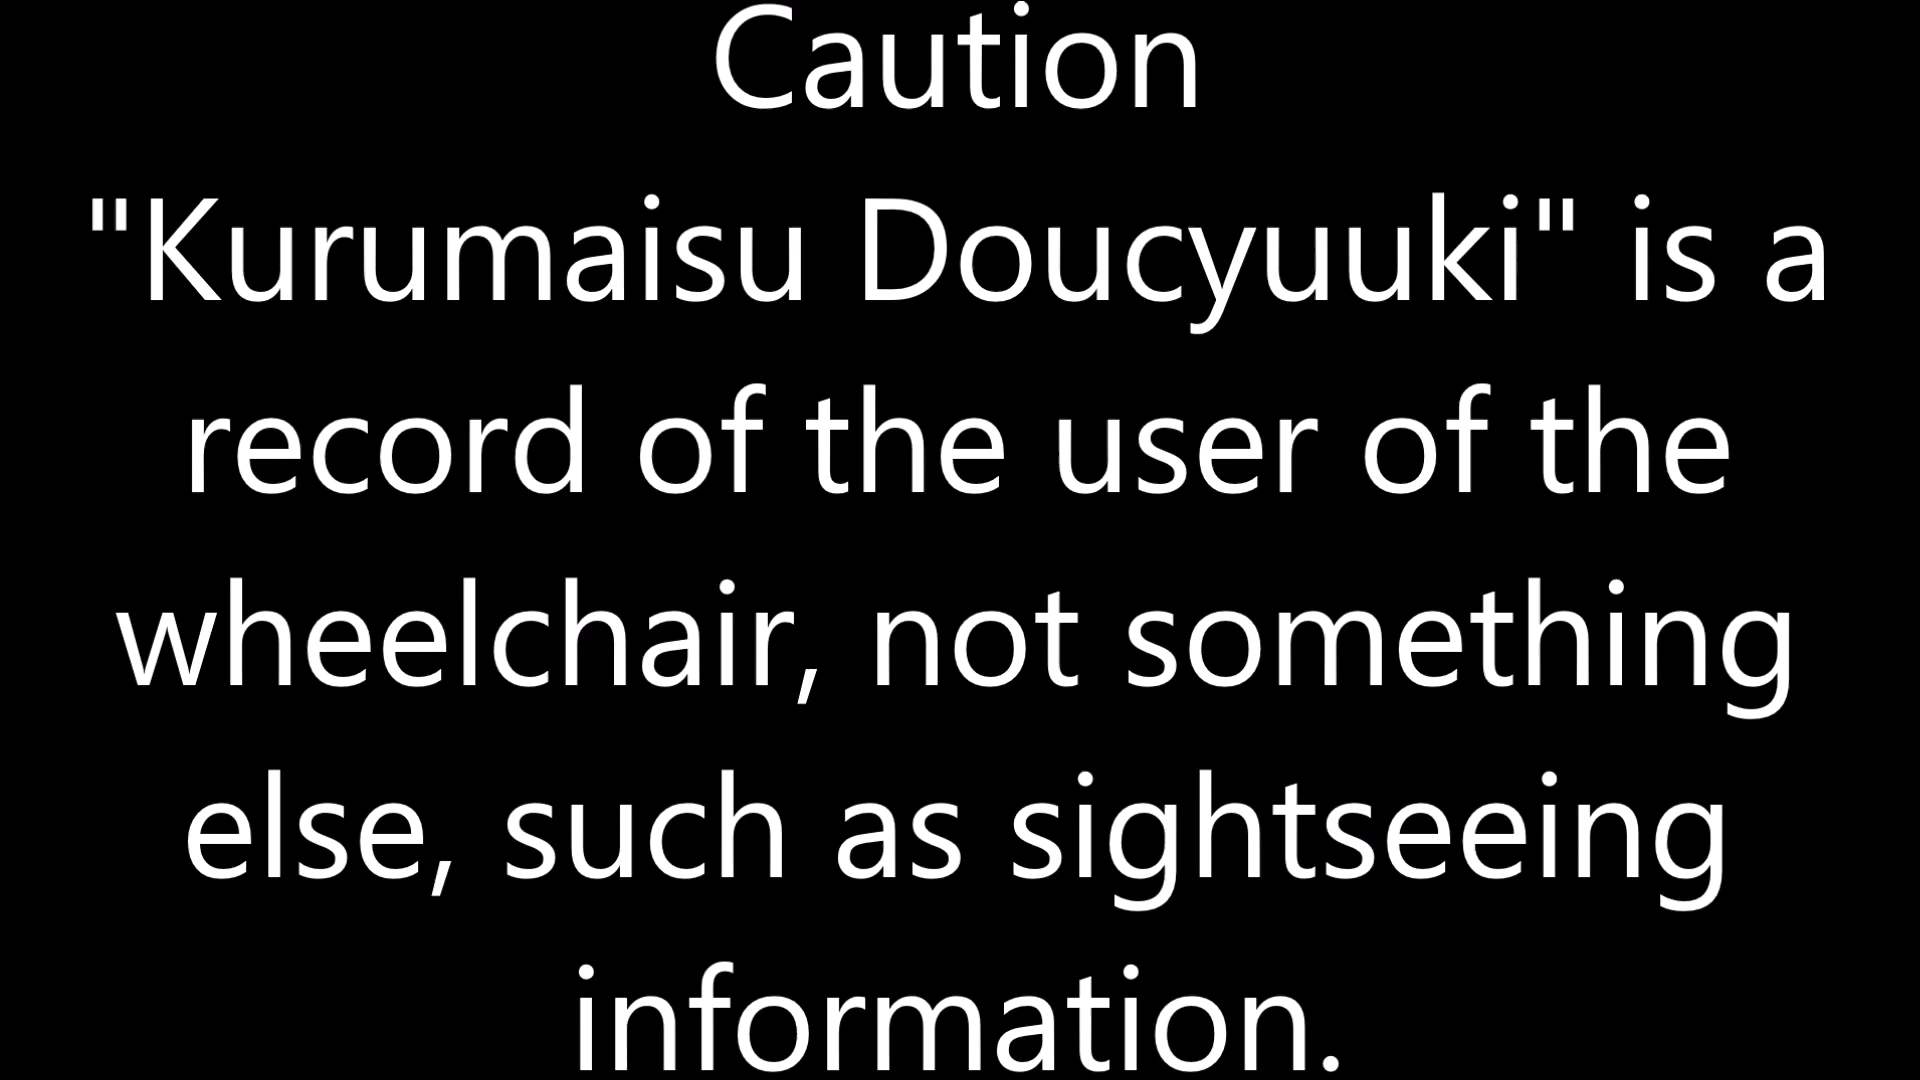 Caution
"Kurumaisu Doucyuuki" is a
record of the user of the
wheelchair, not something
else, such as sightseeing
information.